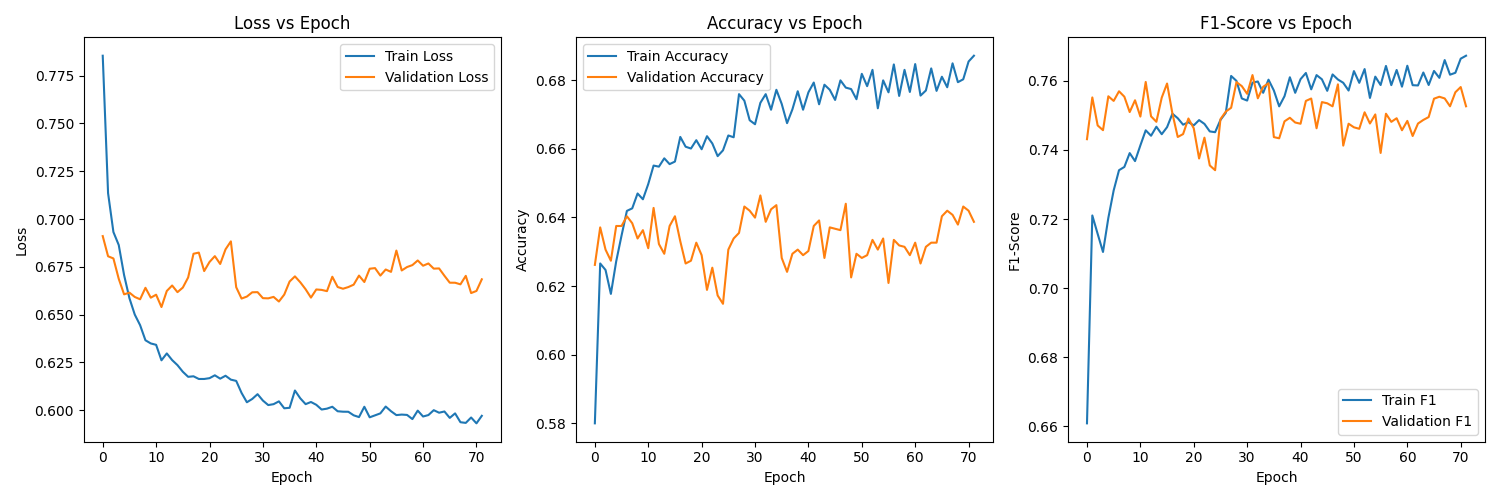 Loss vs Epoch
Train Loss
Validation Loss
0.775
0.750
0.725
0.700
0.675
0.650
0.625
0.600
Loss
0 10 20 30 40 50 60 70
Epoch
Accuracy vs Epoch
Train Accuracy
Validation Accuracy
0.68
0.66
0.64
0.62
0.60
0.58
Accuracy
0 10 20 30 40 50 60 70
Epoch
F1-Score vs Epoch
0.76
0.74
0.72
0.70
0.68
0.66
F1-Score
Train F1
Validation F1
0 10 20 30 40 50 60 70
Epoch